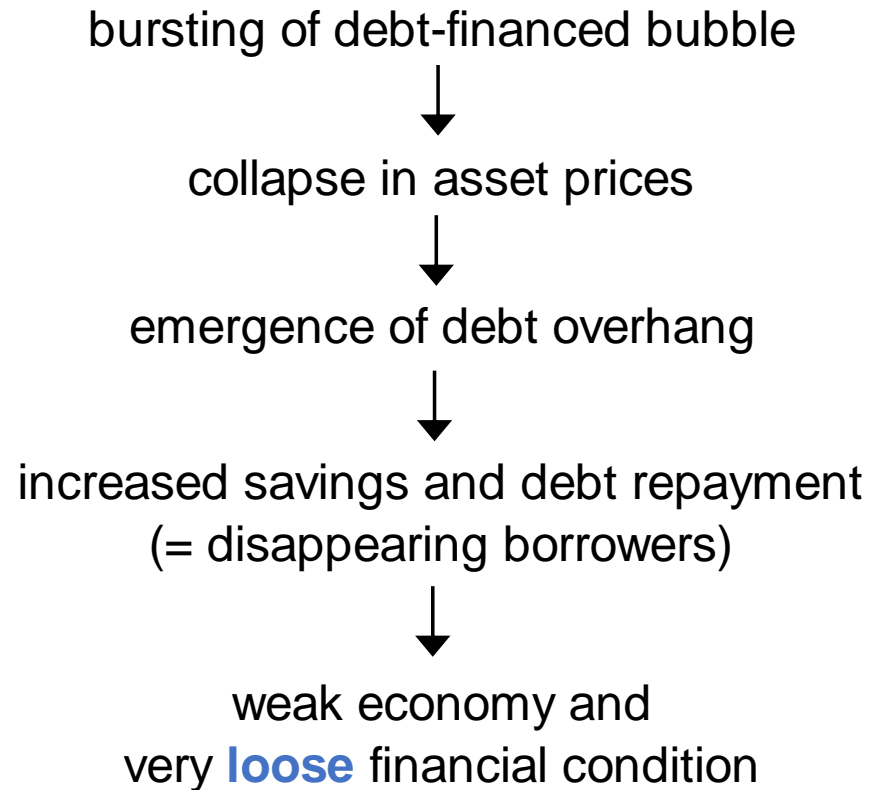 bursting of debt-financed bubble
collapse in asset prices
emergence of debt overhang
increased savings and debt repayment
(= disappearing borrowers)
weak economy and
very loose financial condition